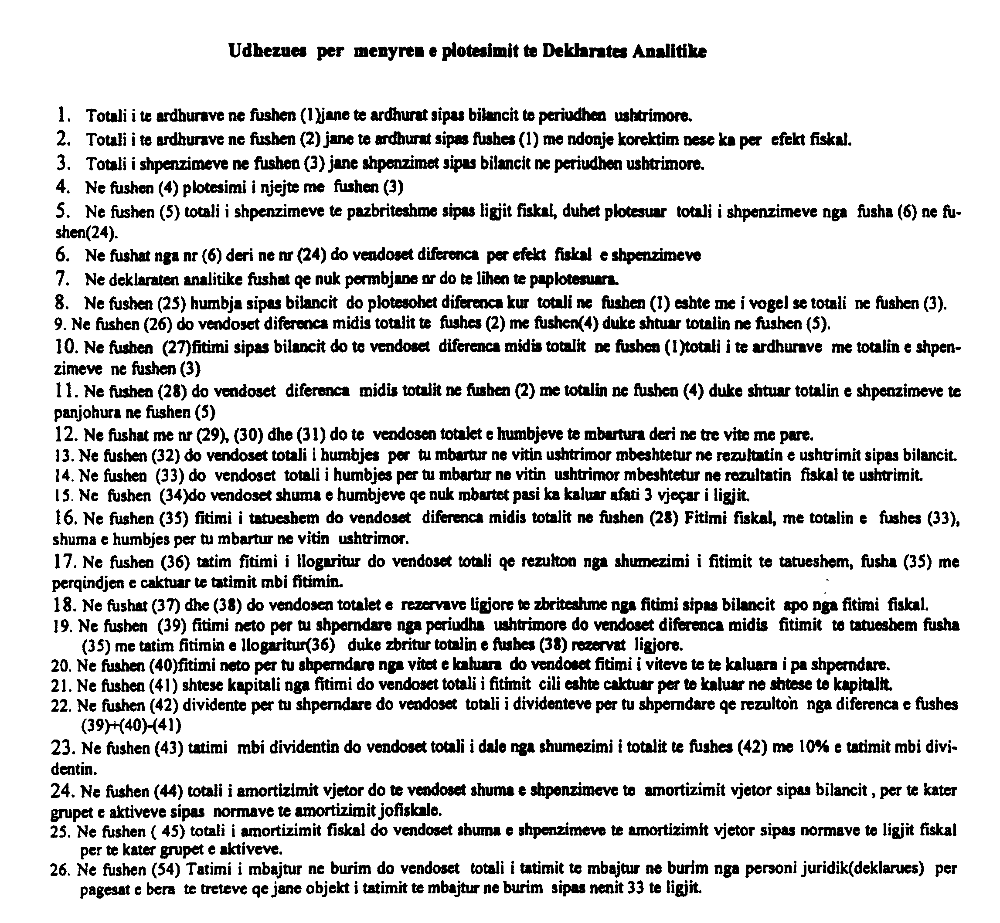 Udhezues per menyren e plotesimit te Deklarates Analitike
1. Totali i te ardhurave ne fushen (1)jane te ardhurat sipas bilancit te periudhen ushtrimore.
2. Totali i te ardhurave ne fushen (2) jane te ardhurat sipas fushes (1) me ndonje korektim nese ka per efekt fiskal.
3. Totali i shpenzimeve ne fushen (3) jane shpenzimet sipas bilancit ne periudhen ushtrimore.
4. Ne fushen (4) plotesimi i njejte me fushen (3)
5. Ne fushen (5) totali i shpenzimeve te pazbriteshme sipas ligjit fiskal, duhet plotesuar totali i shpenzimeve nga fusha (6) ne fu-
shen(24).
6. Ne fushat nga nr (6) deri ne nr (24) do vendoset diferenca per efekt fiskal e shpenzimeve
7. Ne deklaraten analitike fushat qe nuk permbjane nr do te lihen te paplotesuara.
8. Ne fushen (25) humbja sipas bilancit do plotesohet diferenca kur totali ne fushen (1) eshte me i vogel se totali ne fushen (3).
9. Ne fushen (26) do vendoset diferenca midis totalit te fushes (2) me fushen(4) duke shtuar totalin ne fushen (5).
10. Ne fushen (27)fitimi sipas bilancit do te vendoset diferenca midis totalit ne fushen (1)totali i te ardhurave me totalin e shpen-
zimeve ne fushen (3)
11. Ne fushen (28) do vendoset diferenca midis totalit ne fushen (2) me totalin ne fushen (4) duke shtuar totalin e shpenzimeve te
panjohura ne fushen (5)
12. Ne fushat me nr (29), (30) dhe (31) do te vendosen totalet e humbjeve te mbartura deri ne tre vite me pare.
13. Ne fushen (32) do vendoset totali i humbjes per tu mbartur ne vitin ushtrimor mbeshtetur ne rezultatin e ushtrimit sipas bilancit.
14. Ne fushen (33) do vendoset totali i humbjes per tu mbartur ne vitin ushtrimor mbeshtetur ne rezultatin fiskal te ushtrimit.
15. Ne fushen (34)do vendoset shuma e humbjeve qe nuk mbartet pasi ka kaluar afati 3 vjeçar i ligjit.
16. Ne fushen (35) fitimi i tatueshem do vendoset diferenca midis totalit ne fushen (28) Fitimi fiskal, me totalin e fushes (33),
shuma e humbjes per tu mbartur ne vitin ushtrimor.
17. Ne fushen (36) tatim fitimi i llogaritur do vendoset totali qe rezulton nga shumezimi i fitimit te tatueshem, fusha (35) me
perqindjen e caktuar te tatimit mbi fitimin.
18. Ne fushat (37) dhe (38) do vendosen totalet e rezervave ligjore te zbriteshme nga fitimi sipas bilancit apo nga fitimi fiskal.
19. Ne fushen (39) fitimi neto per tu shperndare nga periudha ushtrimore do vendoset diferenca midis fitimit te tatueshem fusha
(35) me tatim fitimin e llogaritur(36) duke zbritur totalin e fushes (38) rezervat ligjore.
20. Ne fushen (40)fitimi neto per tu shperndare nga vitet e kaluara do vendoset fitimi i viteve te te kaluara i pa shperndare.
21. Ne fushen (41) shtese kapitali nga fitimi do vendoset totali i fitimit cili eshte caktuar per te kaluar ne shtese te kapitalit.
22. Ne fushen (42) dividente per tu shperndare do vendoset totali i dividenteve per tu shperndare qe rezulton nga diferenca e fushes
(39)+(40)-(41)
23. Ne fushen (43) tatimi mbi dividentin do vendoset totali i dale nga shumezimi i totalit te fushes (42) me 10% e tatimit mbi divi-
dentin.
24. Ne fushen (44) totali i amortizimit vjetor do te vendoset shuma e shpenzimeve te amortizimit vjetor sipas bilancit , per te kater
grupet e aktiveve sipas normave te amortizimit jofiskale.
25. Ne fushen ( 45) totali i amortizimit fiskal do vendoset shuma e shpenzimeve te amortizimit vjetor sipas normave te ligjit fiskal
per te kater grupet e aktiveve.
26. Ne fushen (54) Tatimi i mbajtur ne burim do vendoset totali i tatimit te mbajtur ne burim nga personi juridik(deklarues) per
pagesat e bera te treteve qe jane objekt i tatimit te mbajtur ne burim sipas nenit 33 te ligjit.